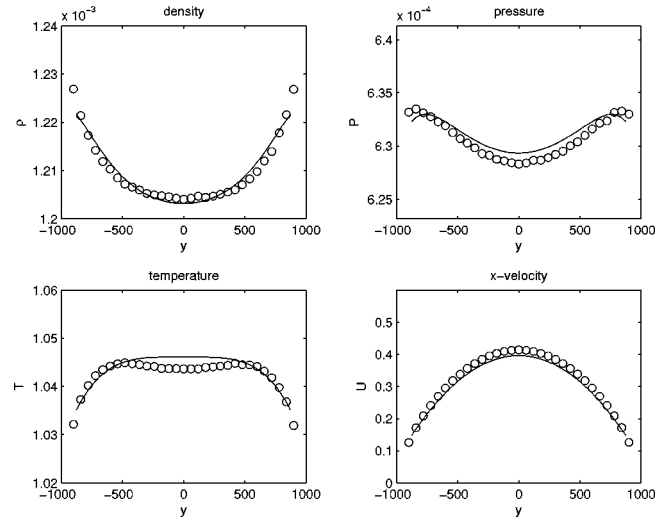 x 10⁻³
density
1.24
1.23
1.22
1.21
1.2
ρ
−1000
−500
0
500
1000
y
x 10⁻⁴
pressure
6.4
6.35
6.3
6.25
P
−1000
−500
0
500
1000
y
temperature
1.06
1.05
1.04
1.03
1.02
T
−1000
−500
0
500
1000
y
x−velocity
0.5
0.4
0.3
0.2
0.1
0
U
−1000
−500
0
500
1000
y